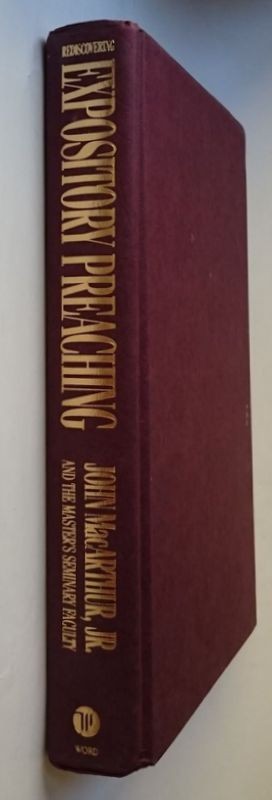 REDISCOVERING
EXPOSITORY PREACHING
JOHN MacARTHUR, JR.
AND THE MASTER'S SEMINARY FACULTY
WORD